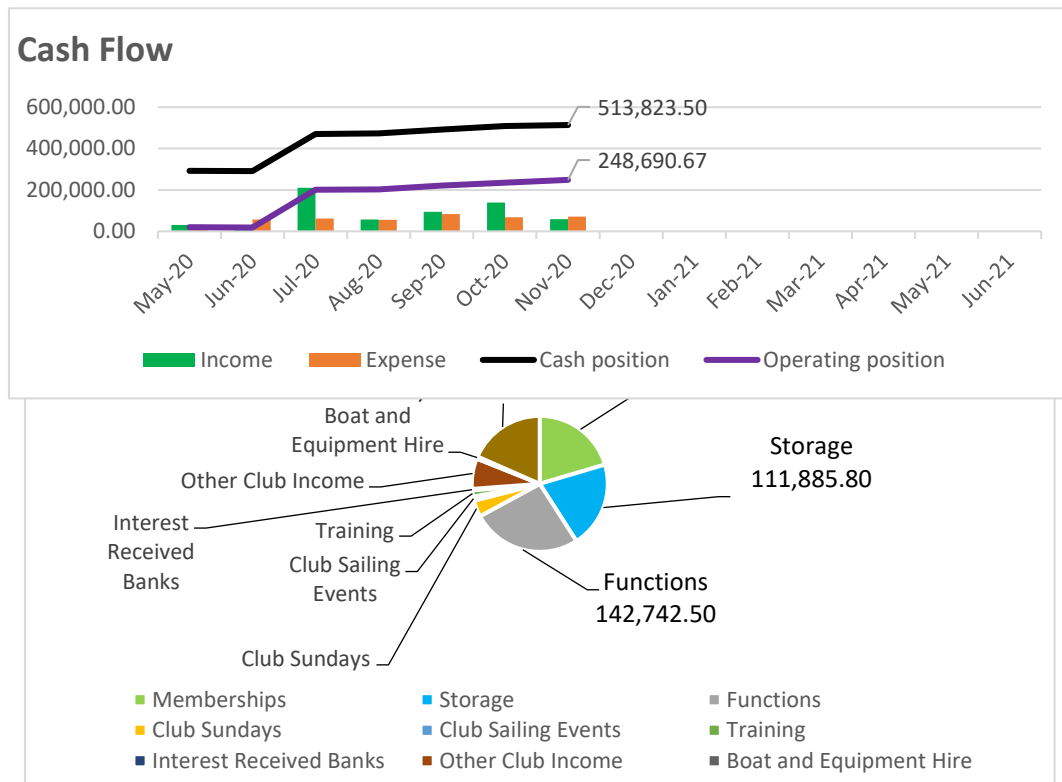 Cash Flow
600,000.00
400,000.00
200,000.00
0.00
513,823.50
248,690.67
May-20
Jun-20
Jul-20
Aug-20
Sep-20
Oct-20
Nov-20
Dec-20
Jan-21
Feb-21
Mar-21
Apr-21
May-21
Jun-21
Income
Expense
Cash position
Operating position
Boat and
Equipment Hire
Other Club Income
Interest
Received
Banks
Training
Club Sailing
Events
Club Sundays
Storage
111,885.80
Functions
142,742.50
Memberships
Storage
Functions
Club Sundays
Club Sailing Events
Training
Interest Received Banks
Other Club Income
Boat and Equipment Hire